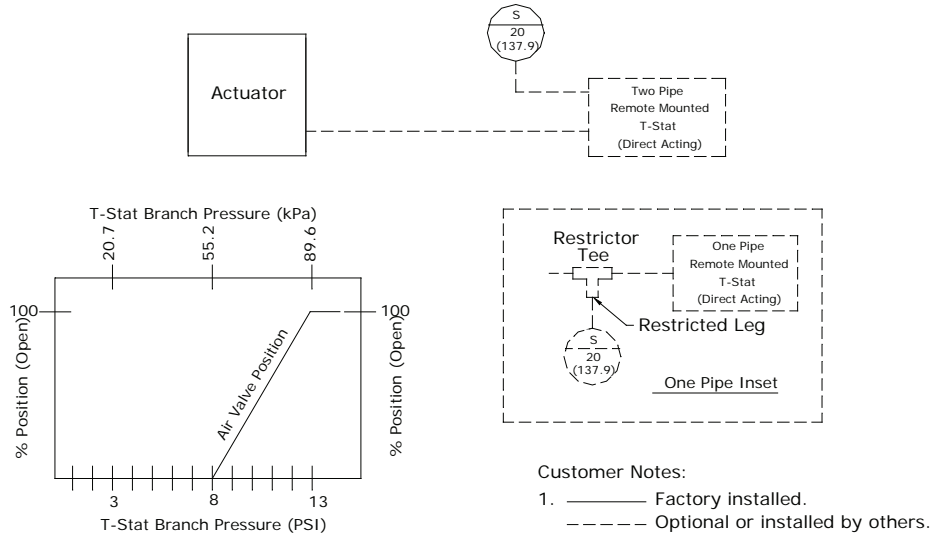 S
20
(137.9)
Actuator
Two Pipe
Remote Mounted
T-Stat
(Direct Acting)
T-Stat Branch Pressure (kPa)
20.7
55.2
89.6
100
100
% Position (Open)
% Position (Open)
Air Valve Position
3
8
13
T-Stat Branch Pressure (PSI)
Restrictor
Tee
One Pipe
Remote Mounted
T-Stat
(Direct Acting)
Restricted Leg
S
20
(137.9)
One Pipe Inset
Customer Notes:
1. Factory installed.
Optional or installed by others.